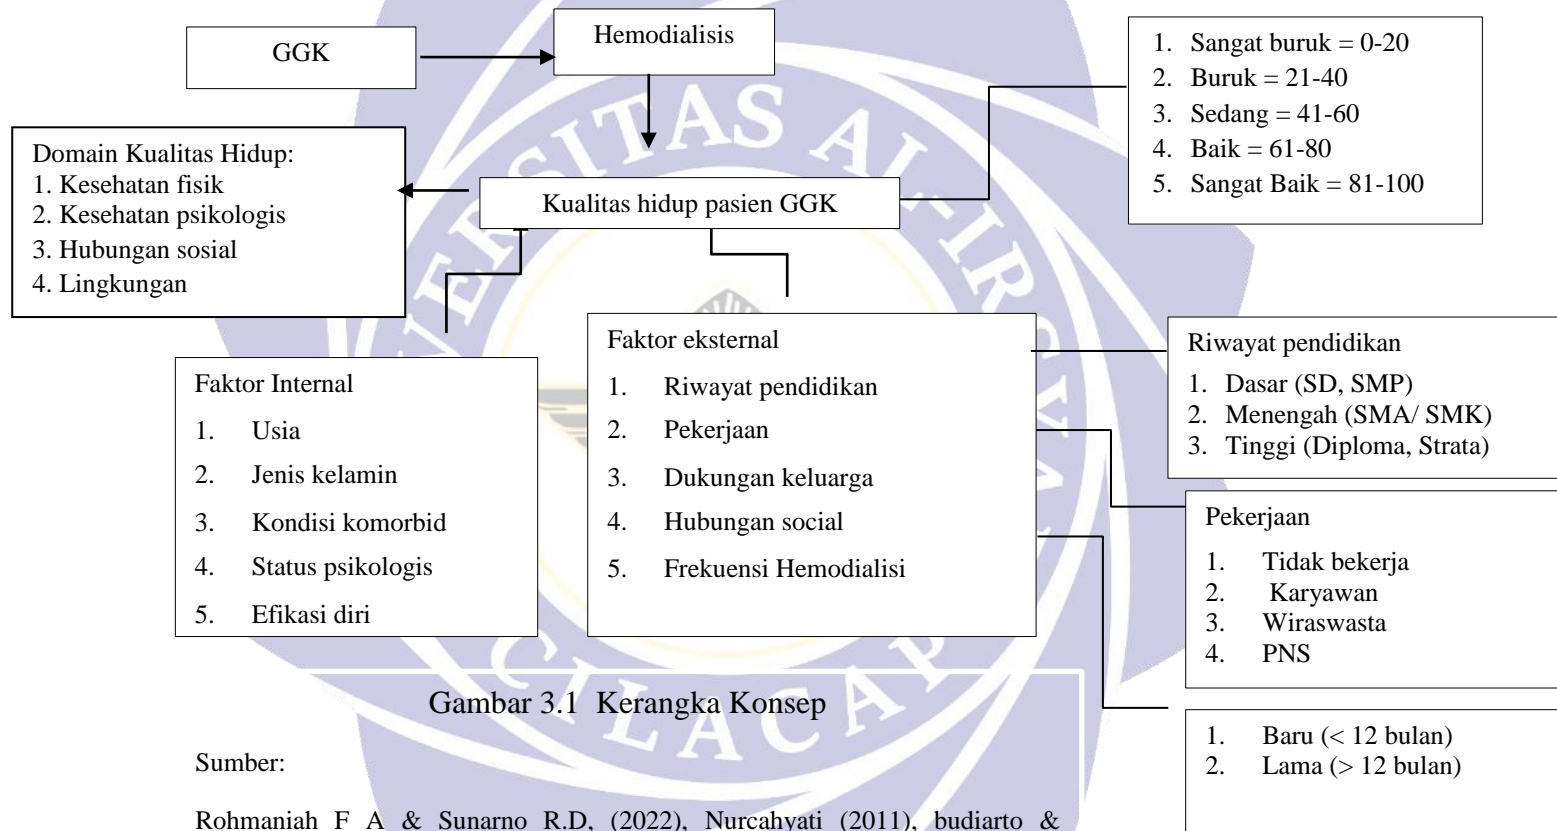 GGK
Hemodialisis
1. Sangat buruk = 0-20
2. Buruk = 21-40
3. Sedang = 41-60
4. Baik = 61-80
5. Sangat Baik = 81-100
Domain Kualitas Hidup:
1. Kesehatan fisik
2. Kesehatan psikologis
3. Hubungan sosial
4. Lingkungan
Kualitas hidup pasien GGK
Faktor Internal
1. Usia
2. Jenis kelamin
3. Kondisi komorbid
4. Status psikologis
5. Efikasi diri
Faktor eksternal
1. Riwayat pendidikan
2. Pekerjaan
3. Dukungan keluarga
4. Hubungan social
5. Frekuensi Hemodialisi
Riwayat pendidikan
1. Dasar (SD, SMP)
2. Menengah (SMA/ SMK)
3. Tinggi (Diploma, Strata)
Pekerjaan
1. Tidak bekerja
2. Karyawan
3. Wiraswasta
4. PNS
1. Baru (< 12 bulan)
2. Lama (> 12 bulan)
Gambar 3.1 Kerangka Konsep
Sumber:
Rohmaniah F A & Sunarno R.D, (2022), Nurcahyati (2011), budiarto &
AL-IRSYA
CILACAP